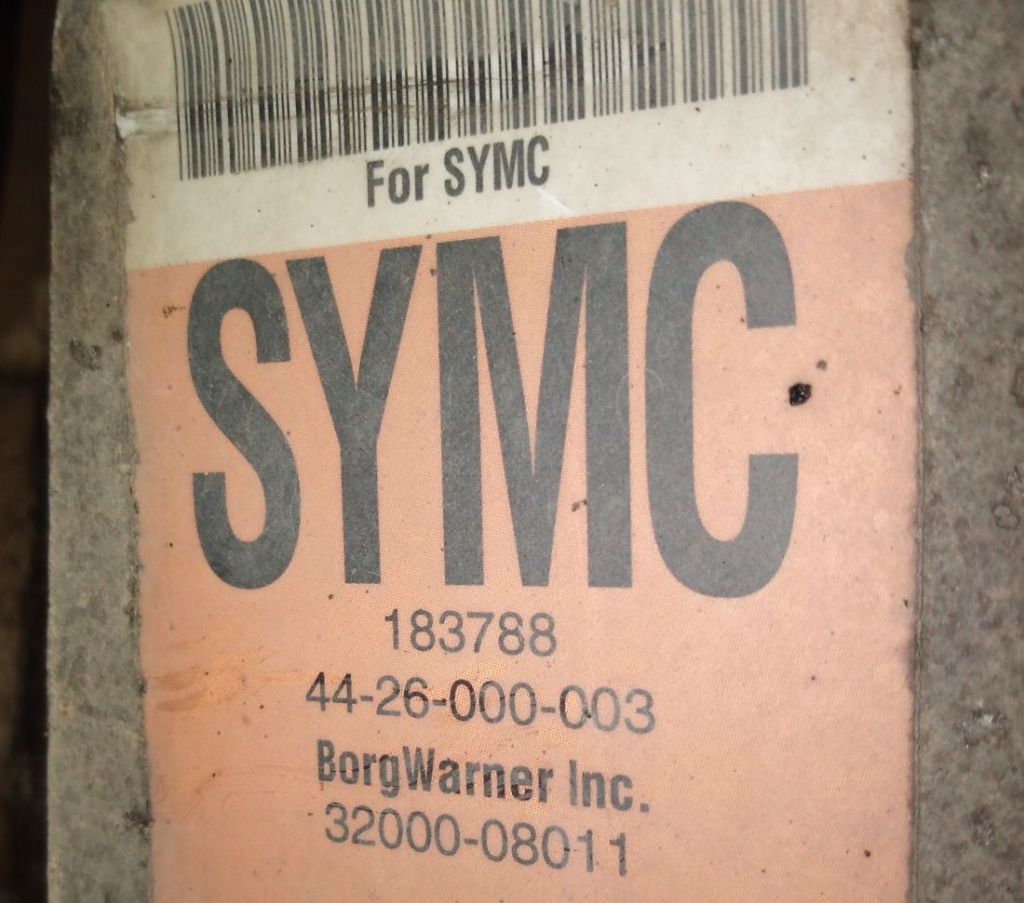 For SYMC
SYMC
183788
44-26-000-003
BorgWarner Inc.
32000-08011